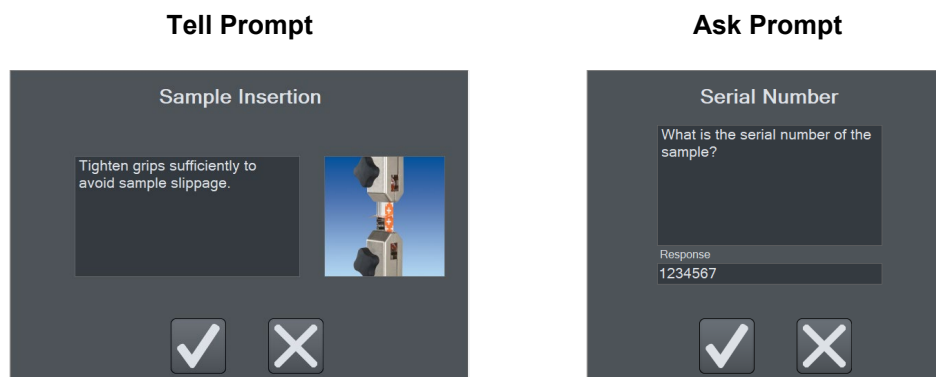 Tell Prompt
Sample Insertion
Tighten grips sufficiently to
avoid sample slippage.
Ask Prompt
Serial Number
What is the serial number of the
sample?
Response
1234567